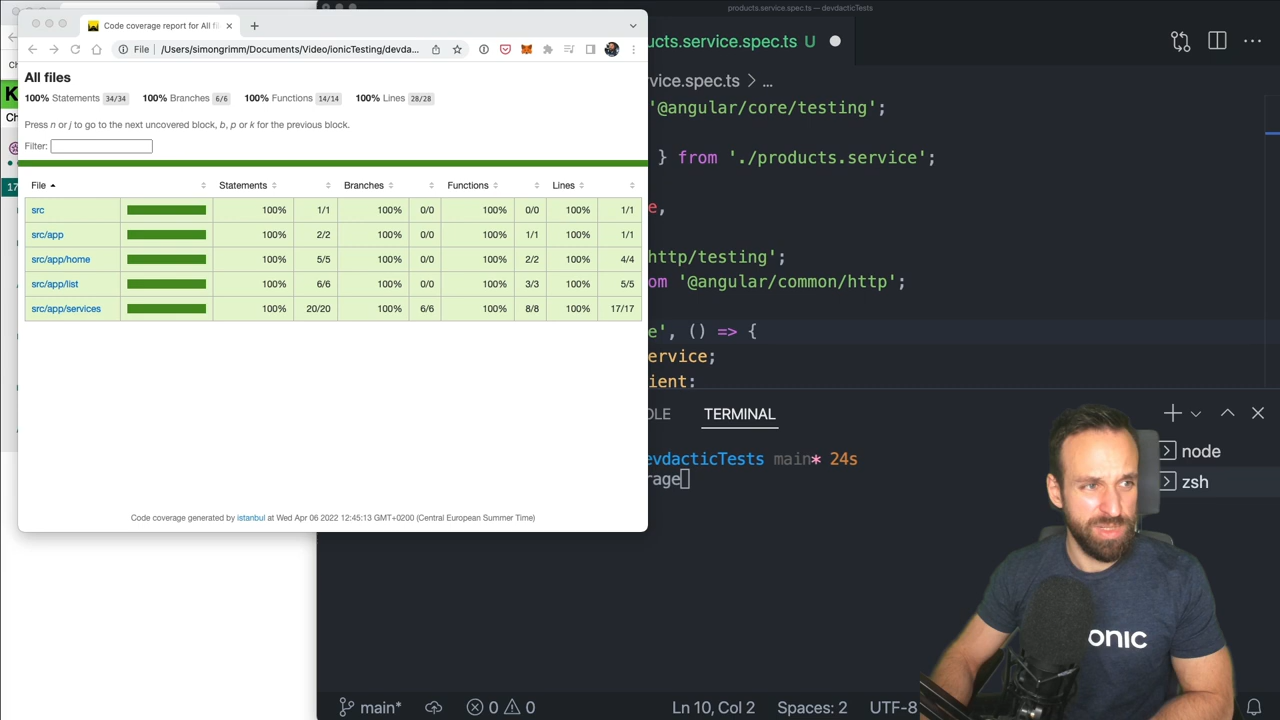 products.service.spec.ts — devdacticTests
Code coverage report for All fi
File
/Users/simongrimm/Documents/Video/ionicTesting/devda...
All files
100% Statements 34/34 100% Branches 6/6 100% Functions 14/14 100% Lines 28/28
Press n or j to go to the next uncovered block, b, p or k for the previous block.
Filter:
File Statements Branches Functions Lines
src 100% 1/1 100% 0/0 100% 0/0 100% 1/1
src/app 100% 2/2 100% 0/0 100% 1/1 100% 1/1
src/app/home 100% 5/5 100% 0/0 100% 2/2 100% 4/4
src/app/list 100% 6/6 100% 0/0 100% 3/3 100% 5/5
src/app/services 100% 20/20 100% 6/6 100% 8/8 100% 17/17
Code coverage generated by istanbul at Wed Apr 06 2022 12:45:13 GMT+0200 (Central European Summer Time)
K
Ch
17
ucts.service.spec.ts U
vice.spec.ts > ...
'@angular/core/testing';
} from './products.service';
e,
http/testing';
om '@angular/common/http';
e', () => {
ervice;
ient:
OLE TERMINAL
evdacticTests main* 24s
rage
node
zsh
onic
main* 0 0 Ln 10, Col 2 Spaces: 2 UTF-8